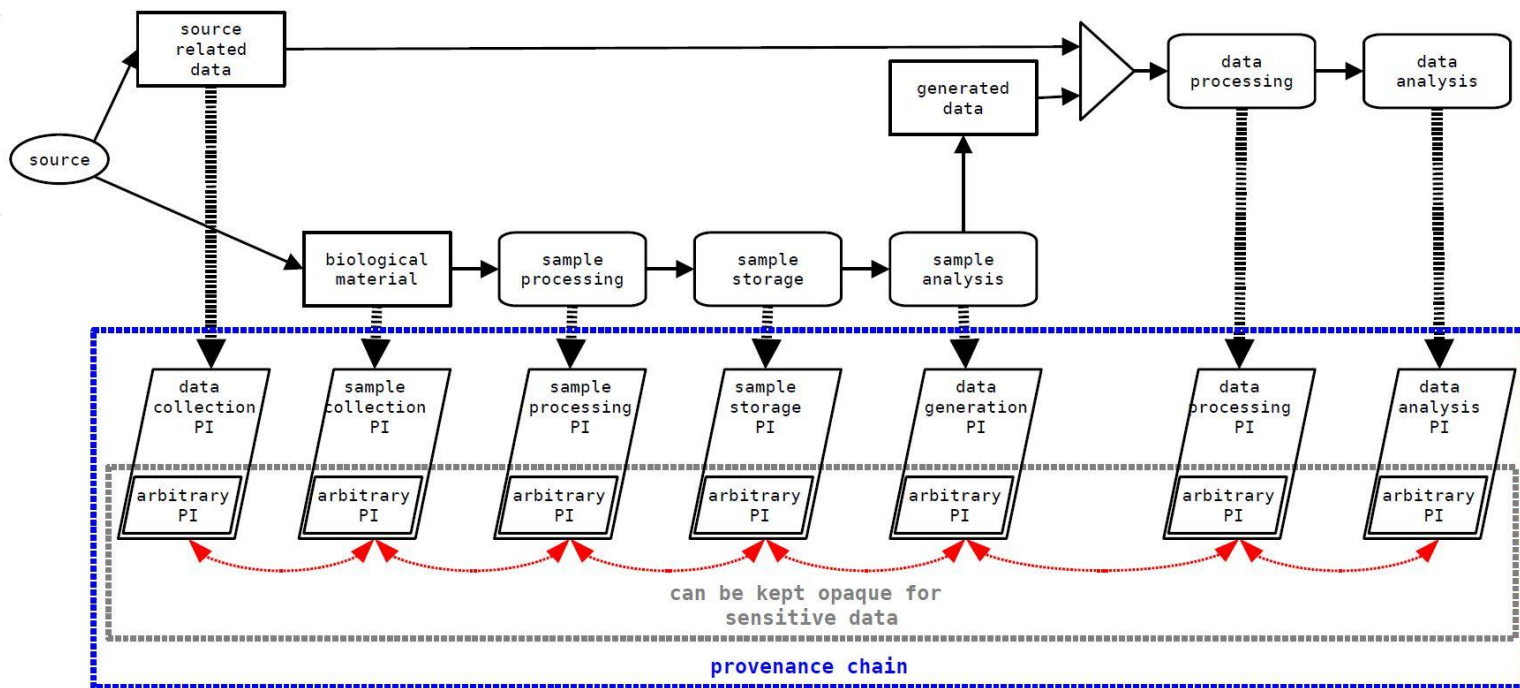 source
related
data
source
generated
data
data
processing
data
analysis
biological
material
sample
processing
sample
storage
sample
analysis
data
collection
PI
sample
collection
PI
sample
processing
PI
sample
storage
PI
data
generation
PI
data
processing
PI
data
analysis
PI
arbitrary
PI
arbitrary
PI
arbitrary
PI
arbitrary
PI
arbitrary
PI
arbitrary
PI
arbitrary
PI
can be kept opaque for
sensitive data
provenance chain